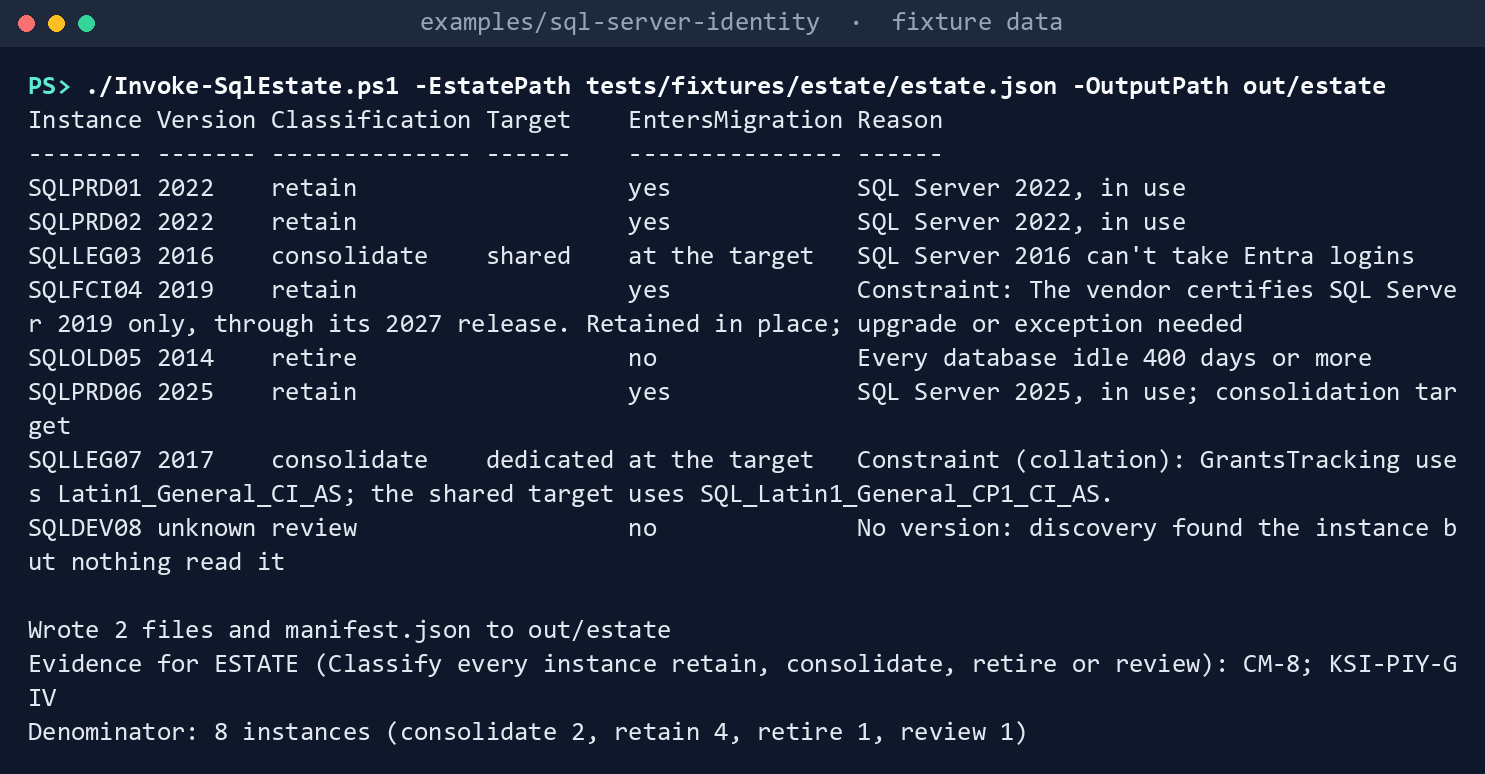 examples/sql-server-identity · fixture data
PS> ./Invoke-SqlEstate.ps1 -EstatePath tests/fixtures/estate/estate.json -OutputPath out/estate
Instance Version Classification Target    EntersMigration Reason
-------- ------- -------------- ------    --------------- ------
SQLPRD01 2022    retain                   yes             SQL Server 2022, in use
SQLPRD02 2022    retain                   yes             SQL Server 2022, in use
SQLLEG03 2016    consolidate    shared    at the target   SQL Server 2016 can't take Entra logins
SQLFCI04 2019    retain                   yes             Constraint: The vendor certifies SQL Serve
r 2019 only, through its 2027 release. Retained in place; upgrade or exception needed
SQLOLD05 2014    retire                   no              Every database idle 400 days or more
SQLPRD06 2025    retain                   yes             SQL Server 2025, in use; consolidation tar
get
SQLLEG07 2017    consolidate    dedicated at the target   Constraint (collation): GrantsTracking use
s Latin1_General_CI_AS; the shared target uses SQL_Latin1_General_CP1_CI_AS.
SQLDEV08 unknown review                   no              No version: discovery found the instance b
ut nothing read it
Wrote 2 files and manifest.json to out/estate
Evidence for ESTATE (Classify every instance retain, consolidate, retire or review): CM-8; KSI-PIY-G
IV
Denominator: 8 instances (consolidate 2, retain 4, retire 1, review 1)